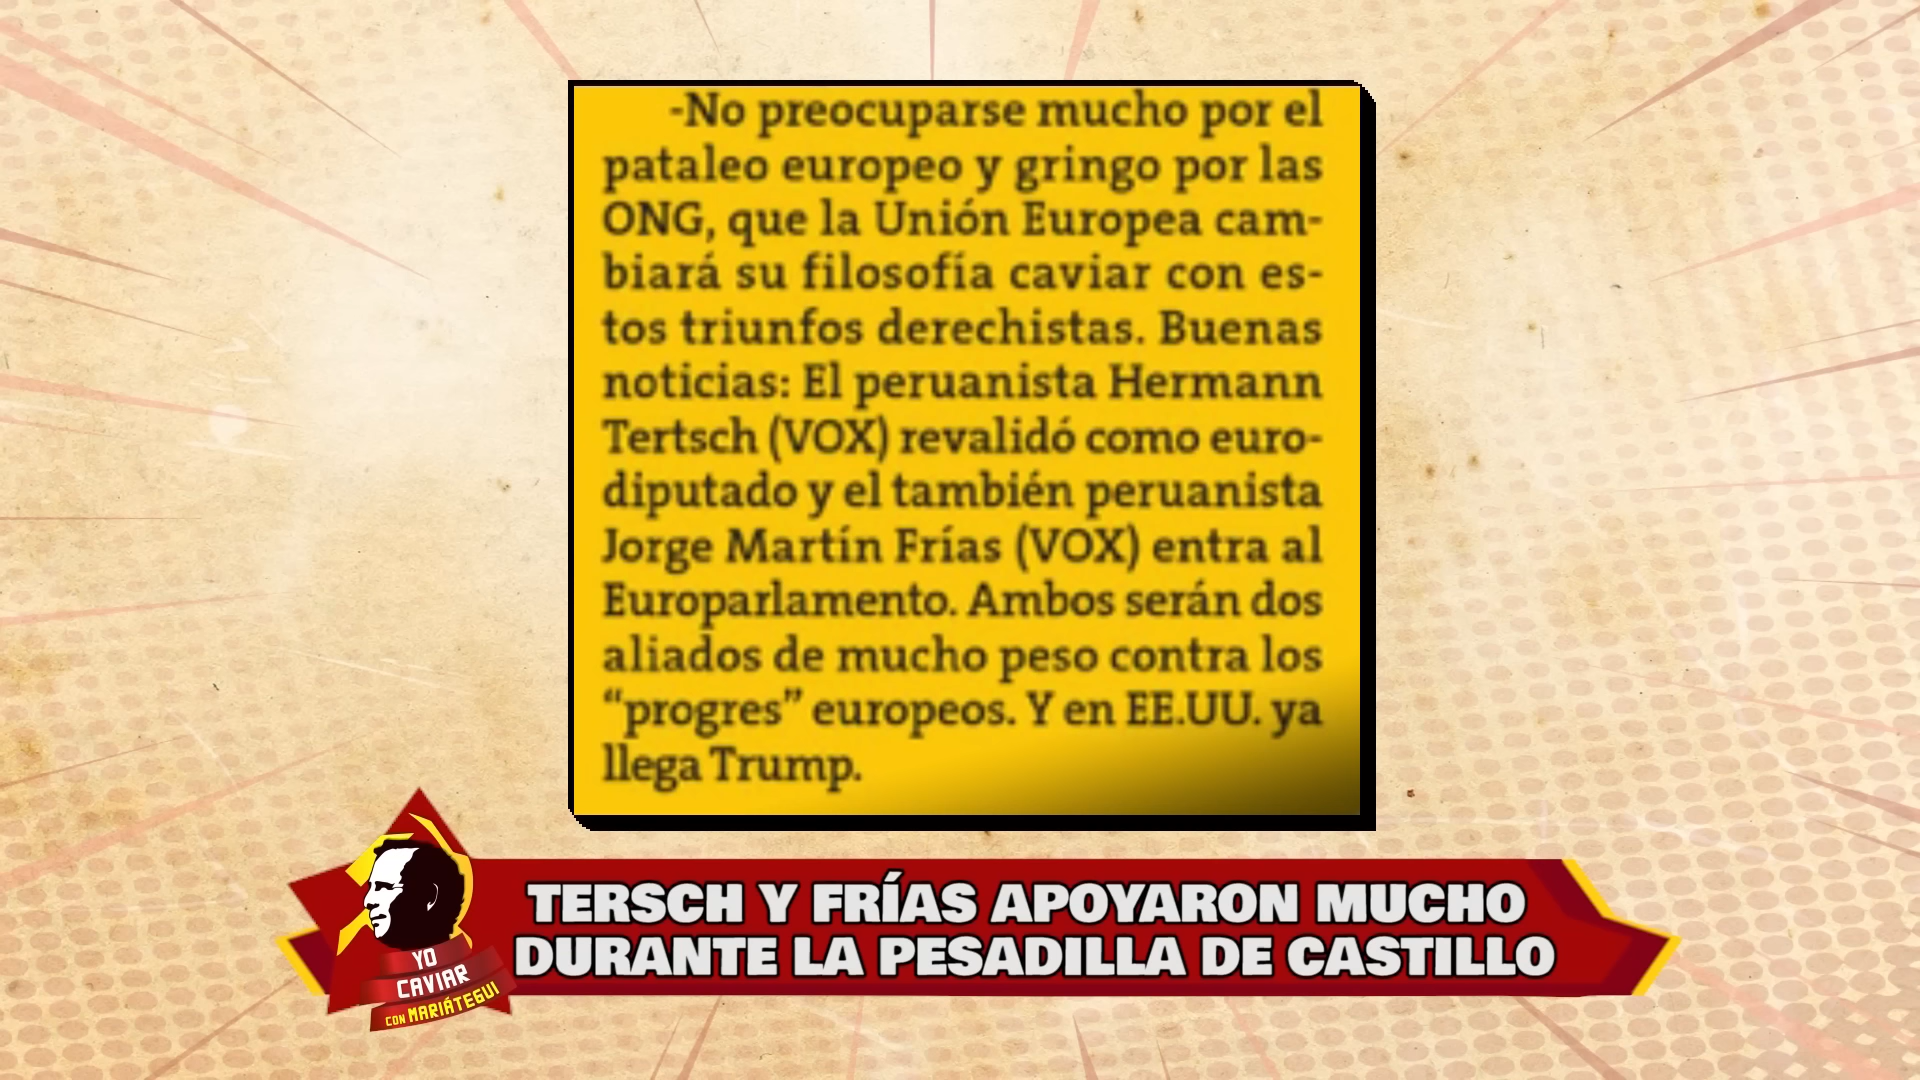 -No preocuparse mucho por el
pataleo europeo y gringo por las
ONG, que la Unión Europea cam-
biará su filosofía caviar con es-
tos triunfos derechistas. Buenas
noticias: El peruanista Hermann
Tertsch (VOX) revalidó como euro-
diputado y el también peruanista
Jorge Martín Frías (VOX) entra al
Europarlamento. Ambos serán dos
aliados de mucho peso contra los
“progres” europeos. Y en EE.UU. ya
llega Trump.
TERSCH Y FRÍAS APOYARON MUCHO
DURANTE LA PESADILLA DE CASTILLO
YO
CAVIAR
CON MARIÁTEGUI